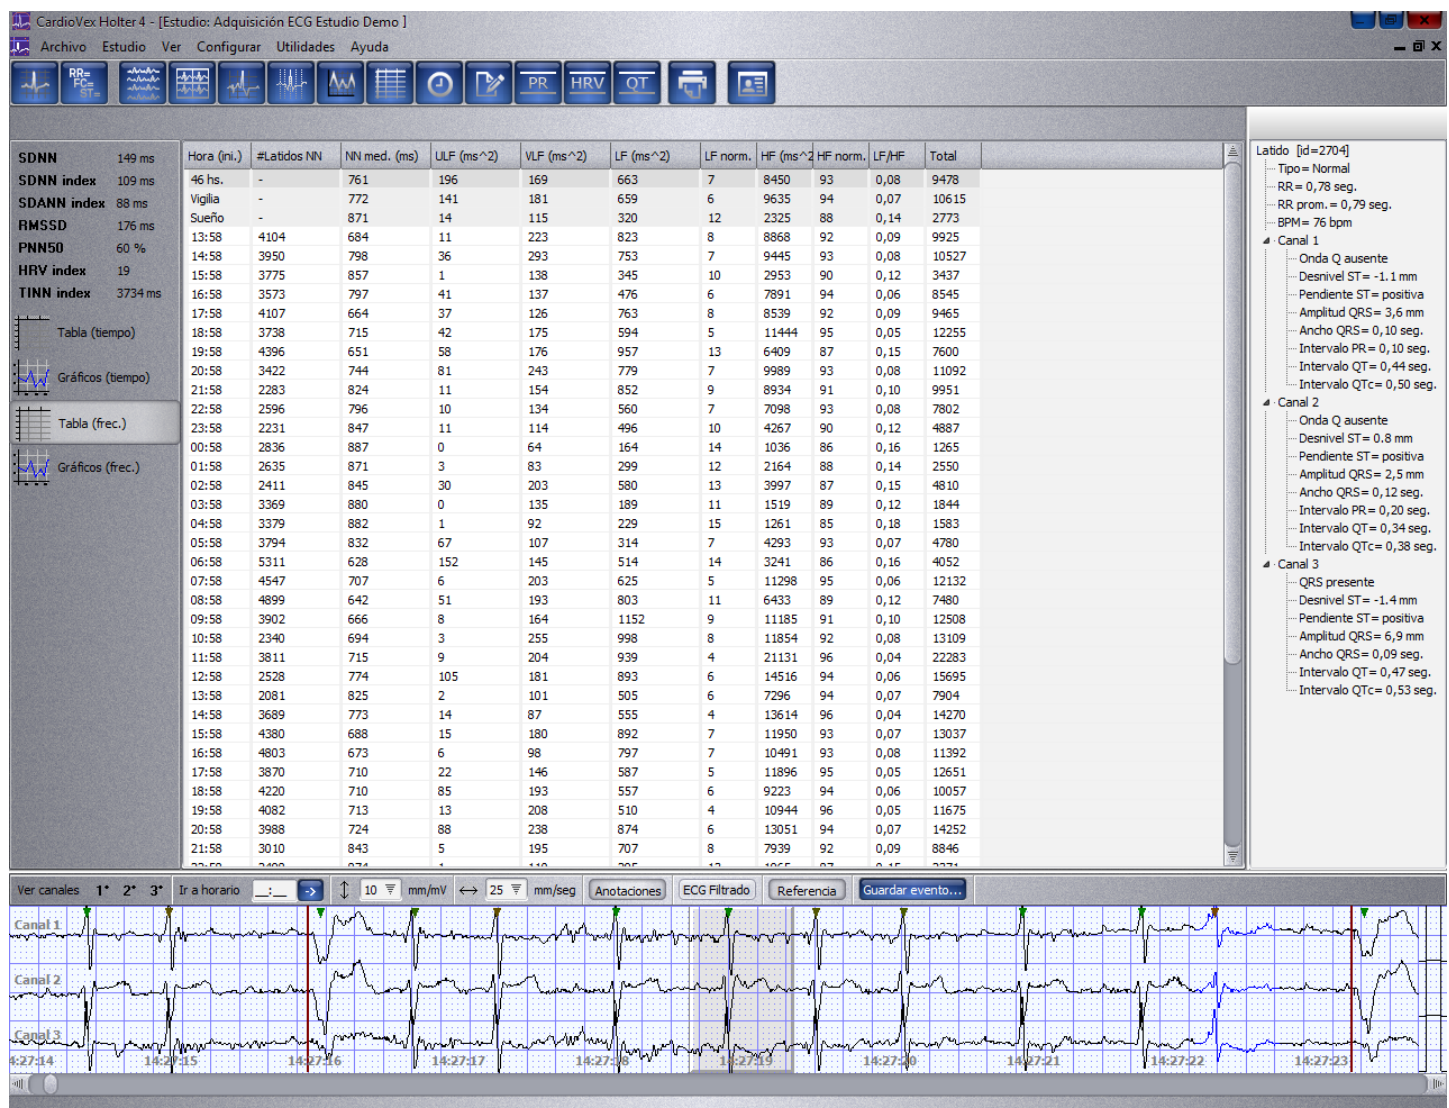 CardioVex Holter 4 - [Estudio: Adquisición ECG Estudio Demo ]
Archivo Estudio Ver Configurar Utilidades Ayuda
RR= FC= ST=
PR HRV QT
SDNN 149 ms
SDNN index 109 ms
SDANN index 88 ms
RMSSD 176 ms
PNN50 60 %
HRV index 19
TINN index 3734 ms
Tabla (tiempo)
Gráficos (tiempo)
Tabla (frec.)
Gráficos (frec.)
Hora (ini.) #Latidos NN NN med. (ms) ULF (ms^2) VLF (ms^2) LF (ms^2) LF norm. HF (ms^2 HF norm. LF/HF Total
46 hs. - 761 196 169 663 7 8450 93 0,08 9478
Vigilia - 772 141 181 659 6 9635 94 0,07 10615
Sueño - 871 14 115 320 12 2325 88 0,14 2773
13:58 4104 684 11 223 823 8 8868 92 0,09 9925
14:58 3950 798 36 293 753 7 9445 93 0,08 10527
15:58 3775 857 1 138 345 10 2953 90 0,12 3437
16:58 3573 797 41 137 476 6 7891 94 0,06 8545
17:58 4107 664 37 126 763 8 8539 92 0,09 9465
18:58 3738 715 42 175 594 5 11444 95 0,05 12255
19:58 4396 651 58 176 957 13 6409 87 0,15 7600
20:58 3422 744 81 243 779 7 9989 93 0,08 11092
21:58 2283 824 11 154 852 9 8934 91 0,10 9951
22:58 2596 796 10 134 560 7 7098 93 0,08 7802
23:58 2231 847 11 114 496 10 4267 90 0,12 4887
00:58 2836 887 0 64 164 14 1036 86 0,16 1265
01:58 2635 871 3 83 299 12 2164 88 0,14 2550
02:58 2411 845 30 203 580 13 3997 87 0,15 4810
03:58 3369 880 0 135 189 11 1519 89 0,12 1844
04:58 3379 882 1 92 229 15 1261 85 0,18 1583
05:58 3794 832 67 107 314 7 4293 93 0,07 4780
06:58 5311 628 152 145 514 14 3241 86 0,16 4052
07:58 4547 707 6 203 625 5 11298 95 0,06 12132
08:58 4899 642 51 193 803 11 6433 89 0,12 7480
09:58 3902 666 8 164 1152 9 11185 91 0,10 12508
10:58 2340 694 3 255 998 8 11854 92 0,08 13109
11:58 3811 715 9 204 939 4 21131 96 0,04 22283
12:58 2528 774 105 181 893 6 14516 94 0,06 15695
13:58 2081 825 2 101 505 6 7296 94 0,07 7904
14:58 3689 773 14 87 555 4 13614 96 0,04 14270
15:58 4380 688 15 180 892 7 11950 93 0,07 13037
16:58 4803 673 6 98 797 7 10491 93 0,08 11392
17:58 3870 710 22 146 587 5 11896 95 0,05 12651
18:58 4220 710 85 193 557 6 9223 94 0,06 10057
19:58 4082 713 13 208 510 4 10944 96 0,05 11675
20:58 3988 724 88 238 874 6 13051 94 0,07 14252
21:58 3010 843 5 195 707 8 7939 92 0,09 8846
Latido [id=2704]
Tipo= Normal
RR= 0,78 seg.
RR prom.= 0,79 seg.
BPM= 76 bpm
Canal 1
Onda Q ausente
Desnivel ST= -1.1 mm
Pendiente ST= positiva
Amplitud QRS= 3,6 mm
Ancho QRS= 0,10 seg.
Intervalo PR= 0,10 seg.
Intervalo QT= 0,44 seg.
Intervalo QTc= 0,50 seg.
Canal 2
Onda Q ausente
Desnivel ST= 0.8 mm
Pendiente ST= positiva
Amplitud QRS= 2,5 mm
Ancho QRS= 0,12 seg.
Intervalo PR= 0,20 seg.
Intervalo QT= 0,34 seg.
Intervalo QTc= 0,38 seg.
Canal 3
QRS presente
Desnivel ST= -1.4 mm
Pendiente ST= positiva
Amplitud QRS= 6,9 mm
Ancho QRS= 0,09 seg.
Intervalo QT= 0,47 seg.
Intervalo QTc= 0,53 seg.
Ver canales 1° 2° 3° Ir a horario __:__ -> 10 mm/mV 25 mm/seg Anotaciones ECG Filtrado Referencia Guardar evento...
Canal 1
Canal 2
Canal 3
4:27:14 14:27:15 14:27:16 14:27:17 14:27:18 14:27:19 14:27:20 14:27:21 14:27:22 14:27:23